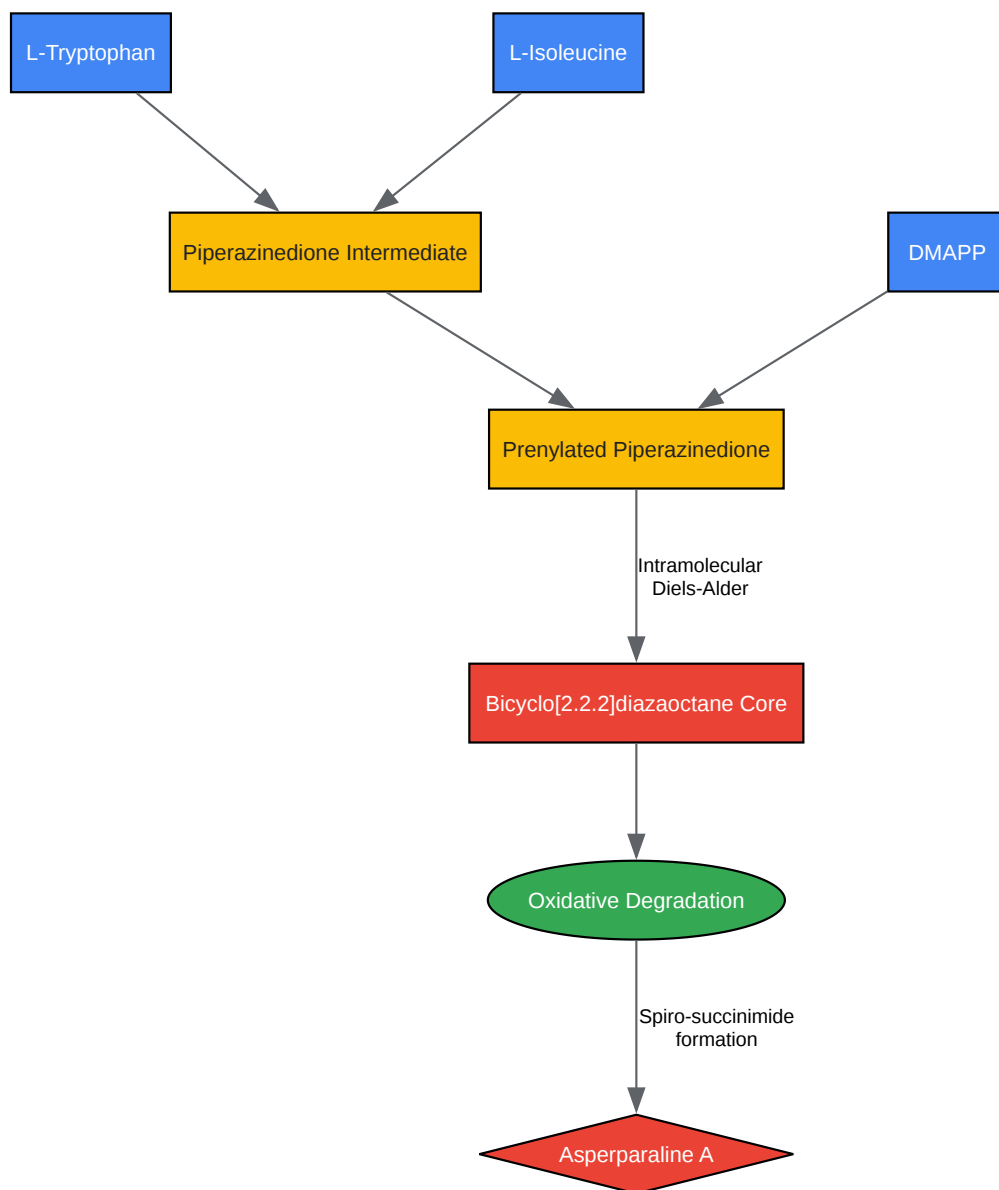 L-Tryptophan
L-Isoleucine
Piperazinedione Intermediate
DMAPP
Prenylated Piperazinedione
Intramolecular
Diels-Alder
Bicyclo[2.2.2]diazaoctane Core
Oxidative Degradation
Spiro-succinimide
formation
Asperparaline A